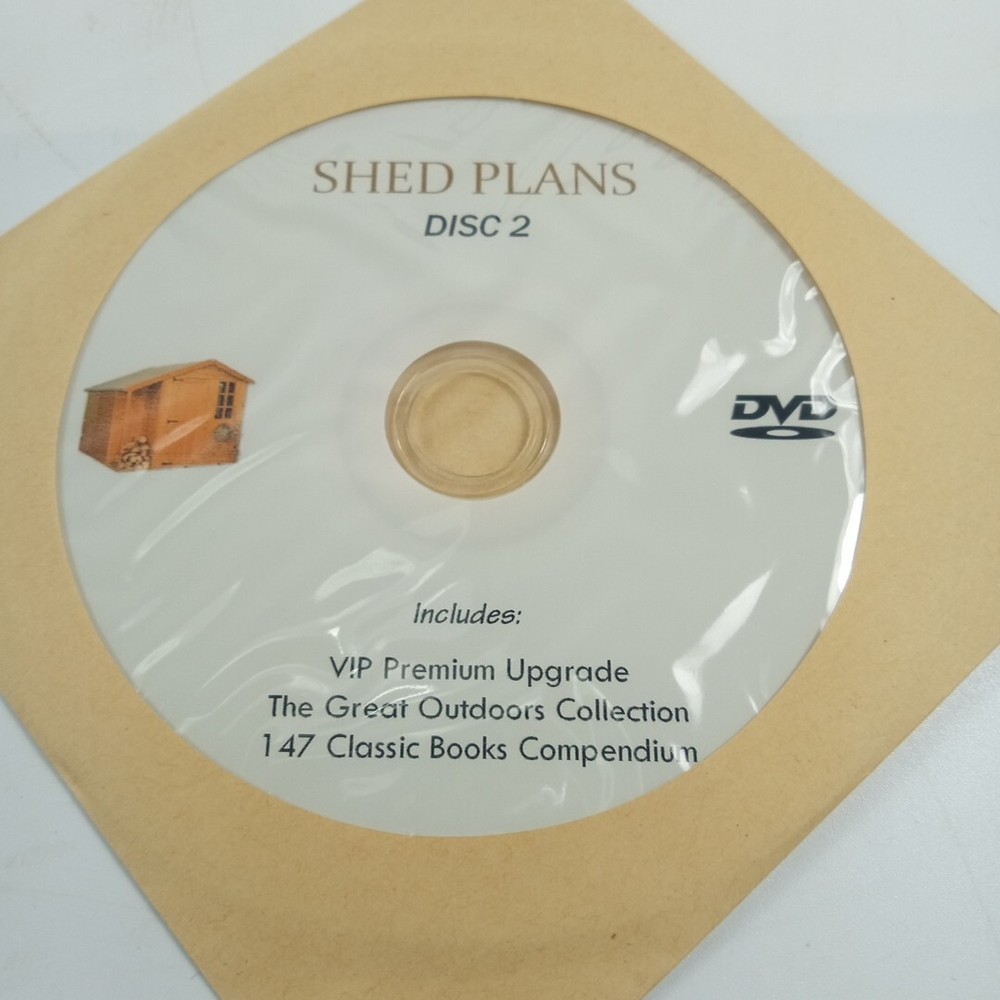 SHED PLANS
DISC 2
DVD
Includes:
VIP Premium Upgrade
The Great Outdoors Collection
147 Classic Books Compendium